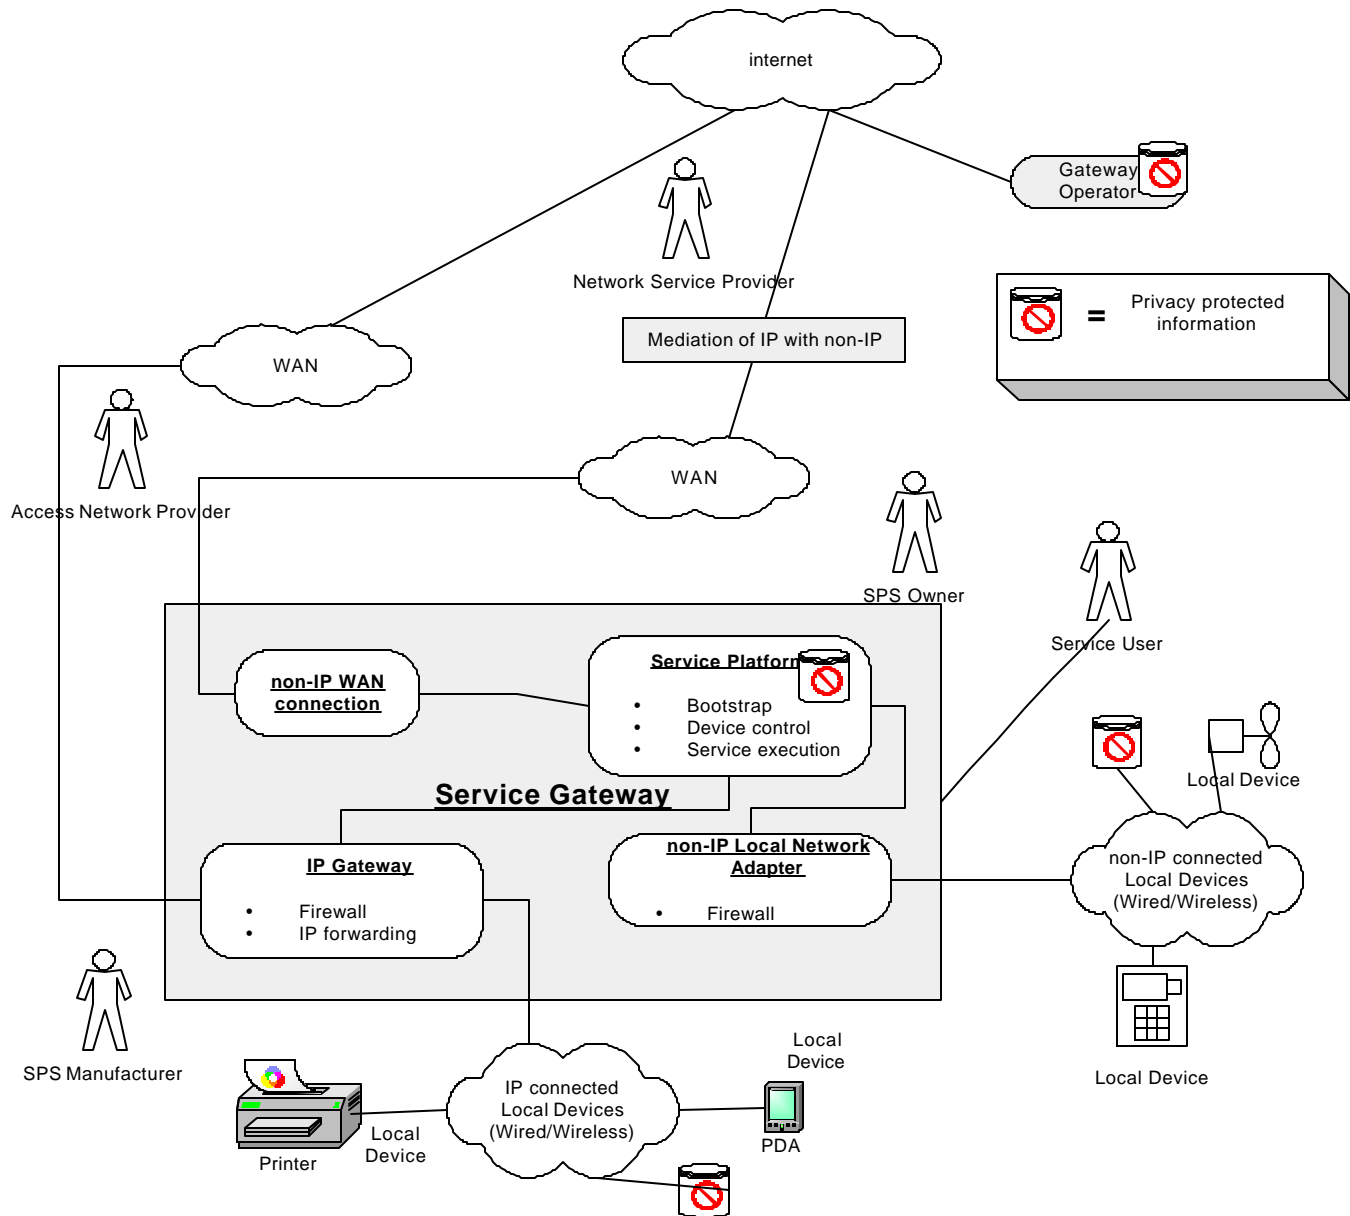 internet
Gateway
Operator
Network Service Provider
= Privacy protected
information
Mediation of IP with non-IP
WAN
Access Network Provider
WAN
SPS Owner
Service User
non-IP WAN
connection
Service Platform
• Bootstrap
• Device control
• Service execution
Local Device
Service Gateway
non-IP Local Network
Adapter
• Firewall
IP Gateway
• Firewall
• IP forwarding
non-IP connected
Local Devices
(Wired/Wireless)
SPS Manufacturer
Local
Device
Local Device
IP connected
Local Devices
(Wired/Wireless)
Local
Device
Printer
PDA